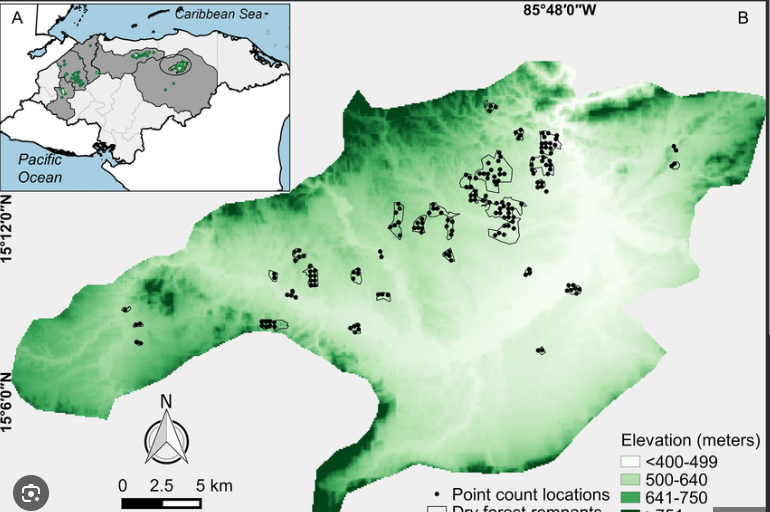 A
Caribbean Sea
85°48'0"W
B
Pacific
Ocean
15°12'0"N
15°6'0"N
N
0 2.5 5 km
Point count locations
Dry forest remnants
Elevation (meters)
<400-499
500-640
641-750